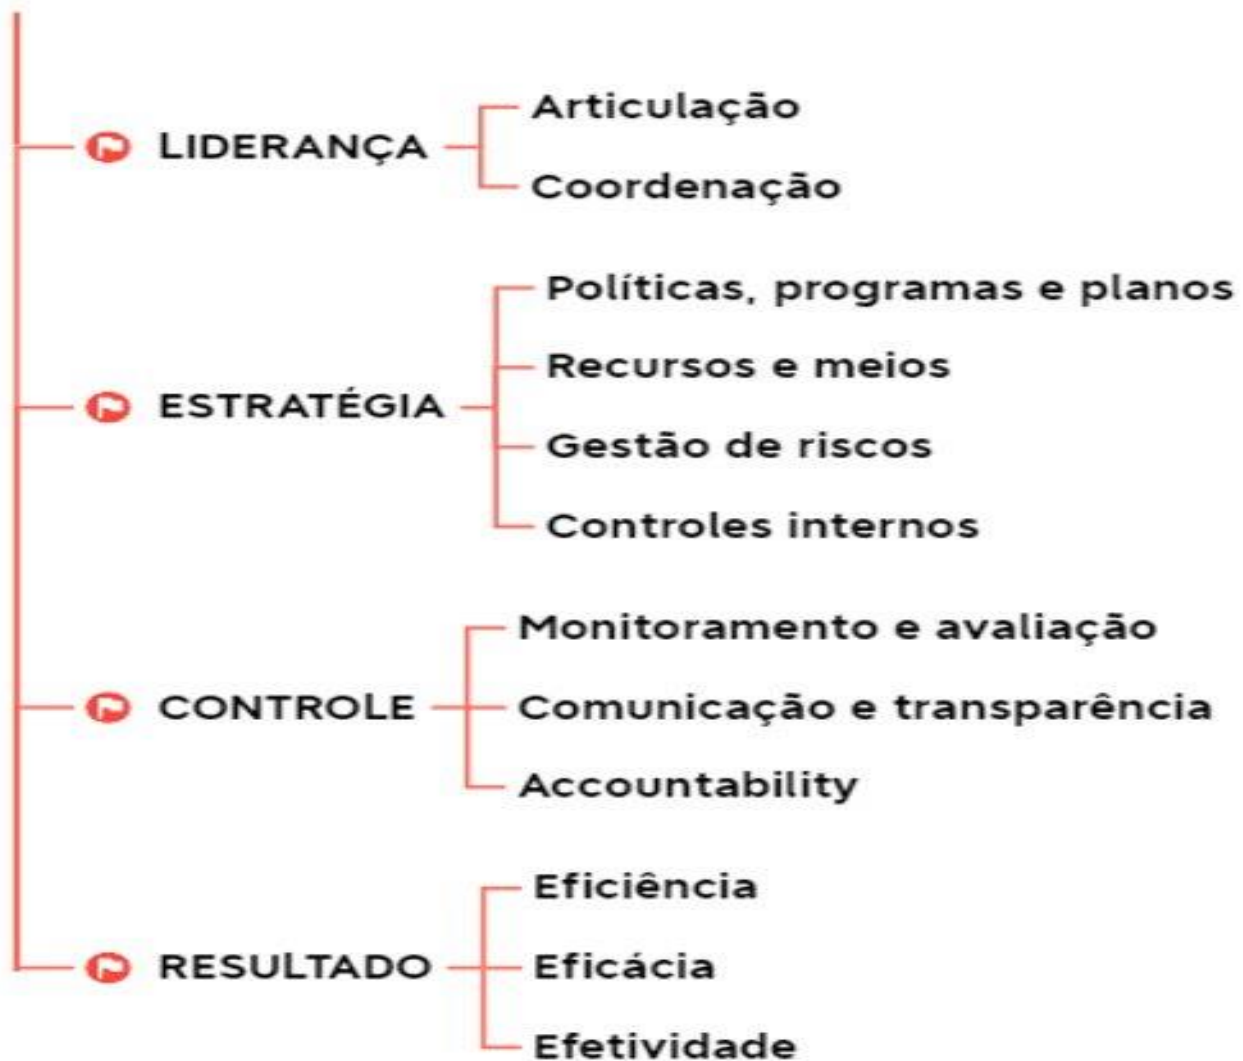 LIDERANÇA
Articulação
Coordenação
ESTRATÉGIA
Políticas, programas e planos
Recursos e meios
Gestão de riscos
Controles internos
CONTROLE
Monitoramento e avaliação
Comunicação e transparência
Accountability
RESULTADO
Eficiência
Eficácia
Efetividade